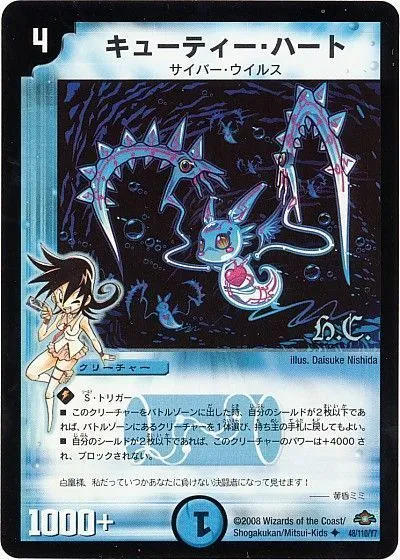 4
キューティー・ハート
サイバー・ウイルス
H.C.
illus. Daisuke Nishida
クリーチャー
S・トリガー
■ このクリーチャーをバトルゾーンに出した時、自分のシールドが2枚以下であ
れば、バトルゾーンにあるクリーチャーを1体選び、持ち主の手札に戻してもよい。
■ 自分のシールドが2枚以下であれば、このクリーチャーのパワーは+4000さ
れ、ブロックされない。
白凰様、私だっていつかあなたに負けない決闘者になって見せます!
―― 黄昏ミミ
1000+
1
©2008 Wizards of the Coast/
Shogakukan/Mitsui-Kids
48/110/Y7